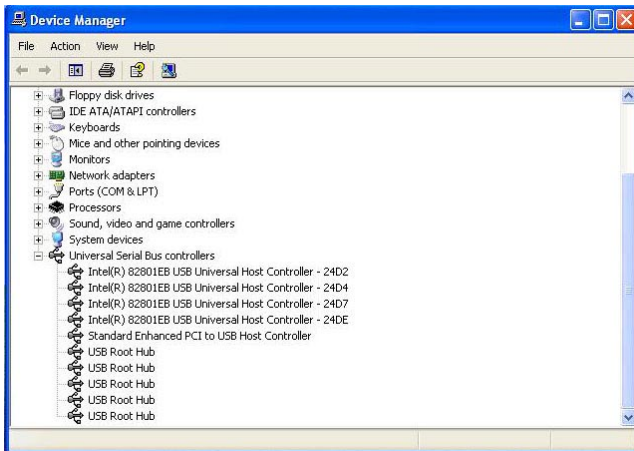 Device Manager
File Action View Help
Floppy disk drives
IDE ATA/ATAPI controllers
Keyboards
Mice and other pointing devices
Monitors
Network adapters
Ports (COM & LPT)
Processors
Sound, video and game controllers
System devices
Universal Serial Bus controllers
Intel(R) 82801EB USB Universal Host Controller - 24D2
Intel(R) 82801EB USB Universal Host Controller - 24D4
Intel(R) 82801EB USB Universal Host Controller - 24D7
Intel(R) 82801EB USB Universal Host Controller - 24DE
Standard Enhanced PCI to USB Host Controller
USB Root Hub
USB Root Hub
USB Root Hub
USB Root Hub
USB Root Hub